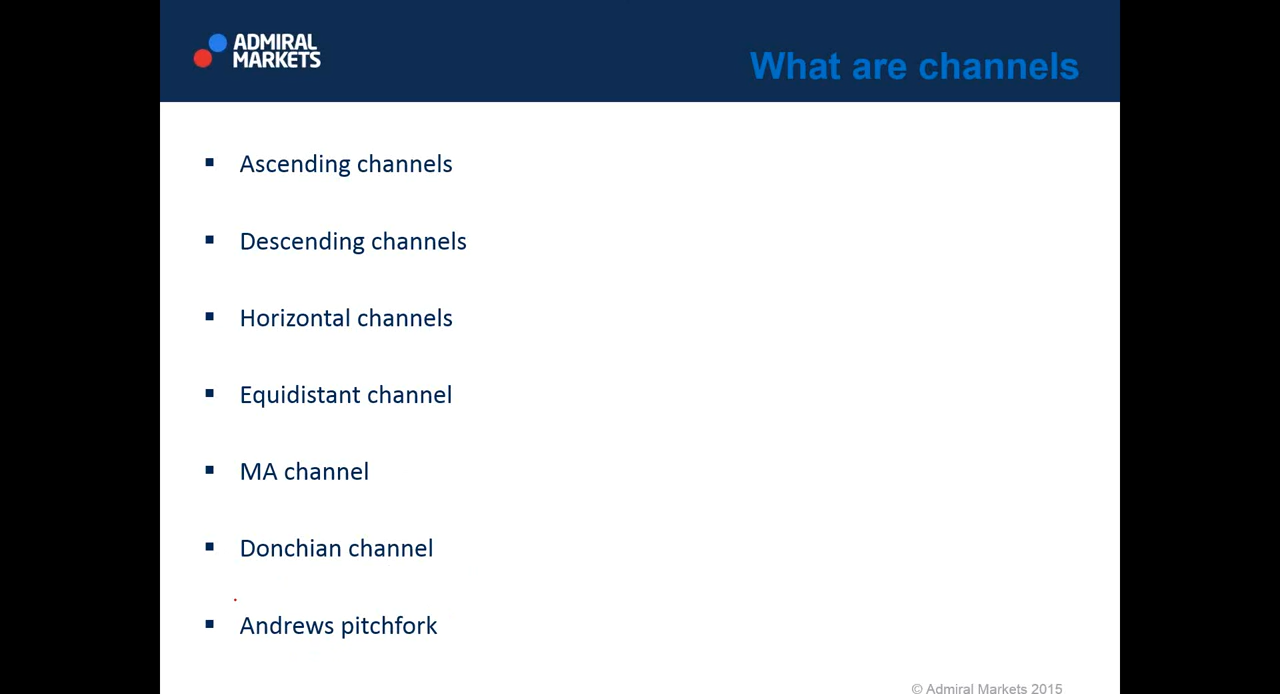 ADMIRAL
MARKETS
What are channels
▪ Ascending channels
▪ Descending channels
▪ Horizontal channels
▪ Equidistant channel
▪ MA channel
▪ Donchian channel
▪ Andrews pitchfork
© Admiral Markets 2015